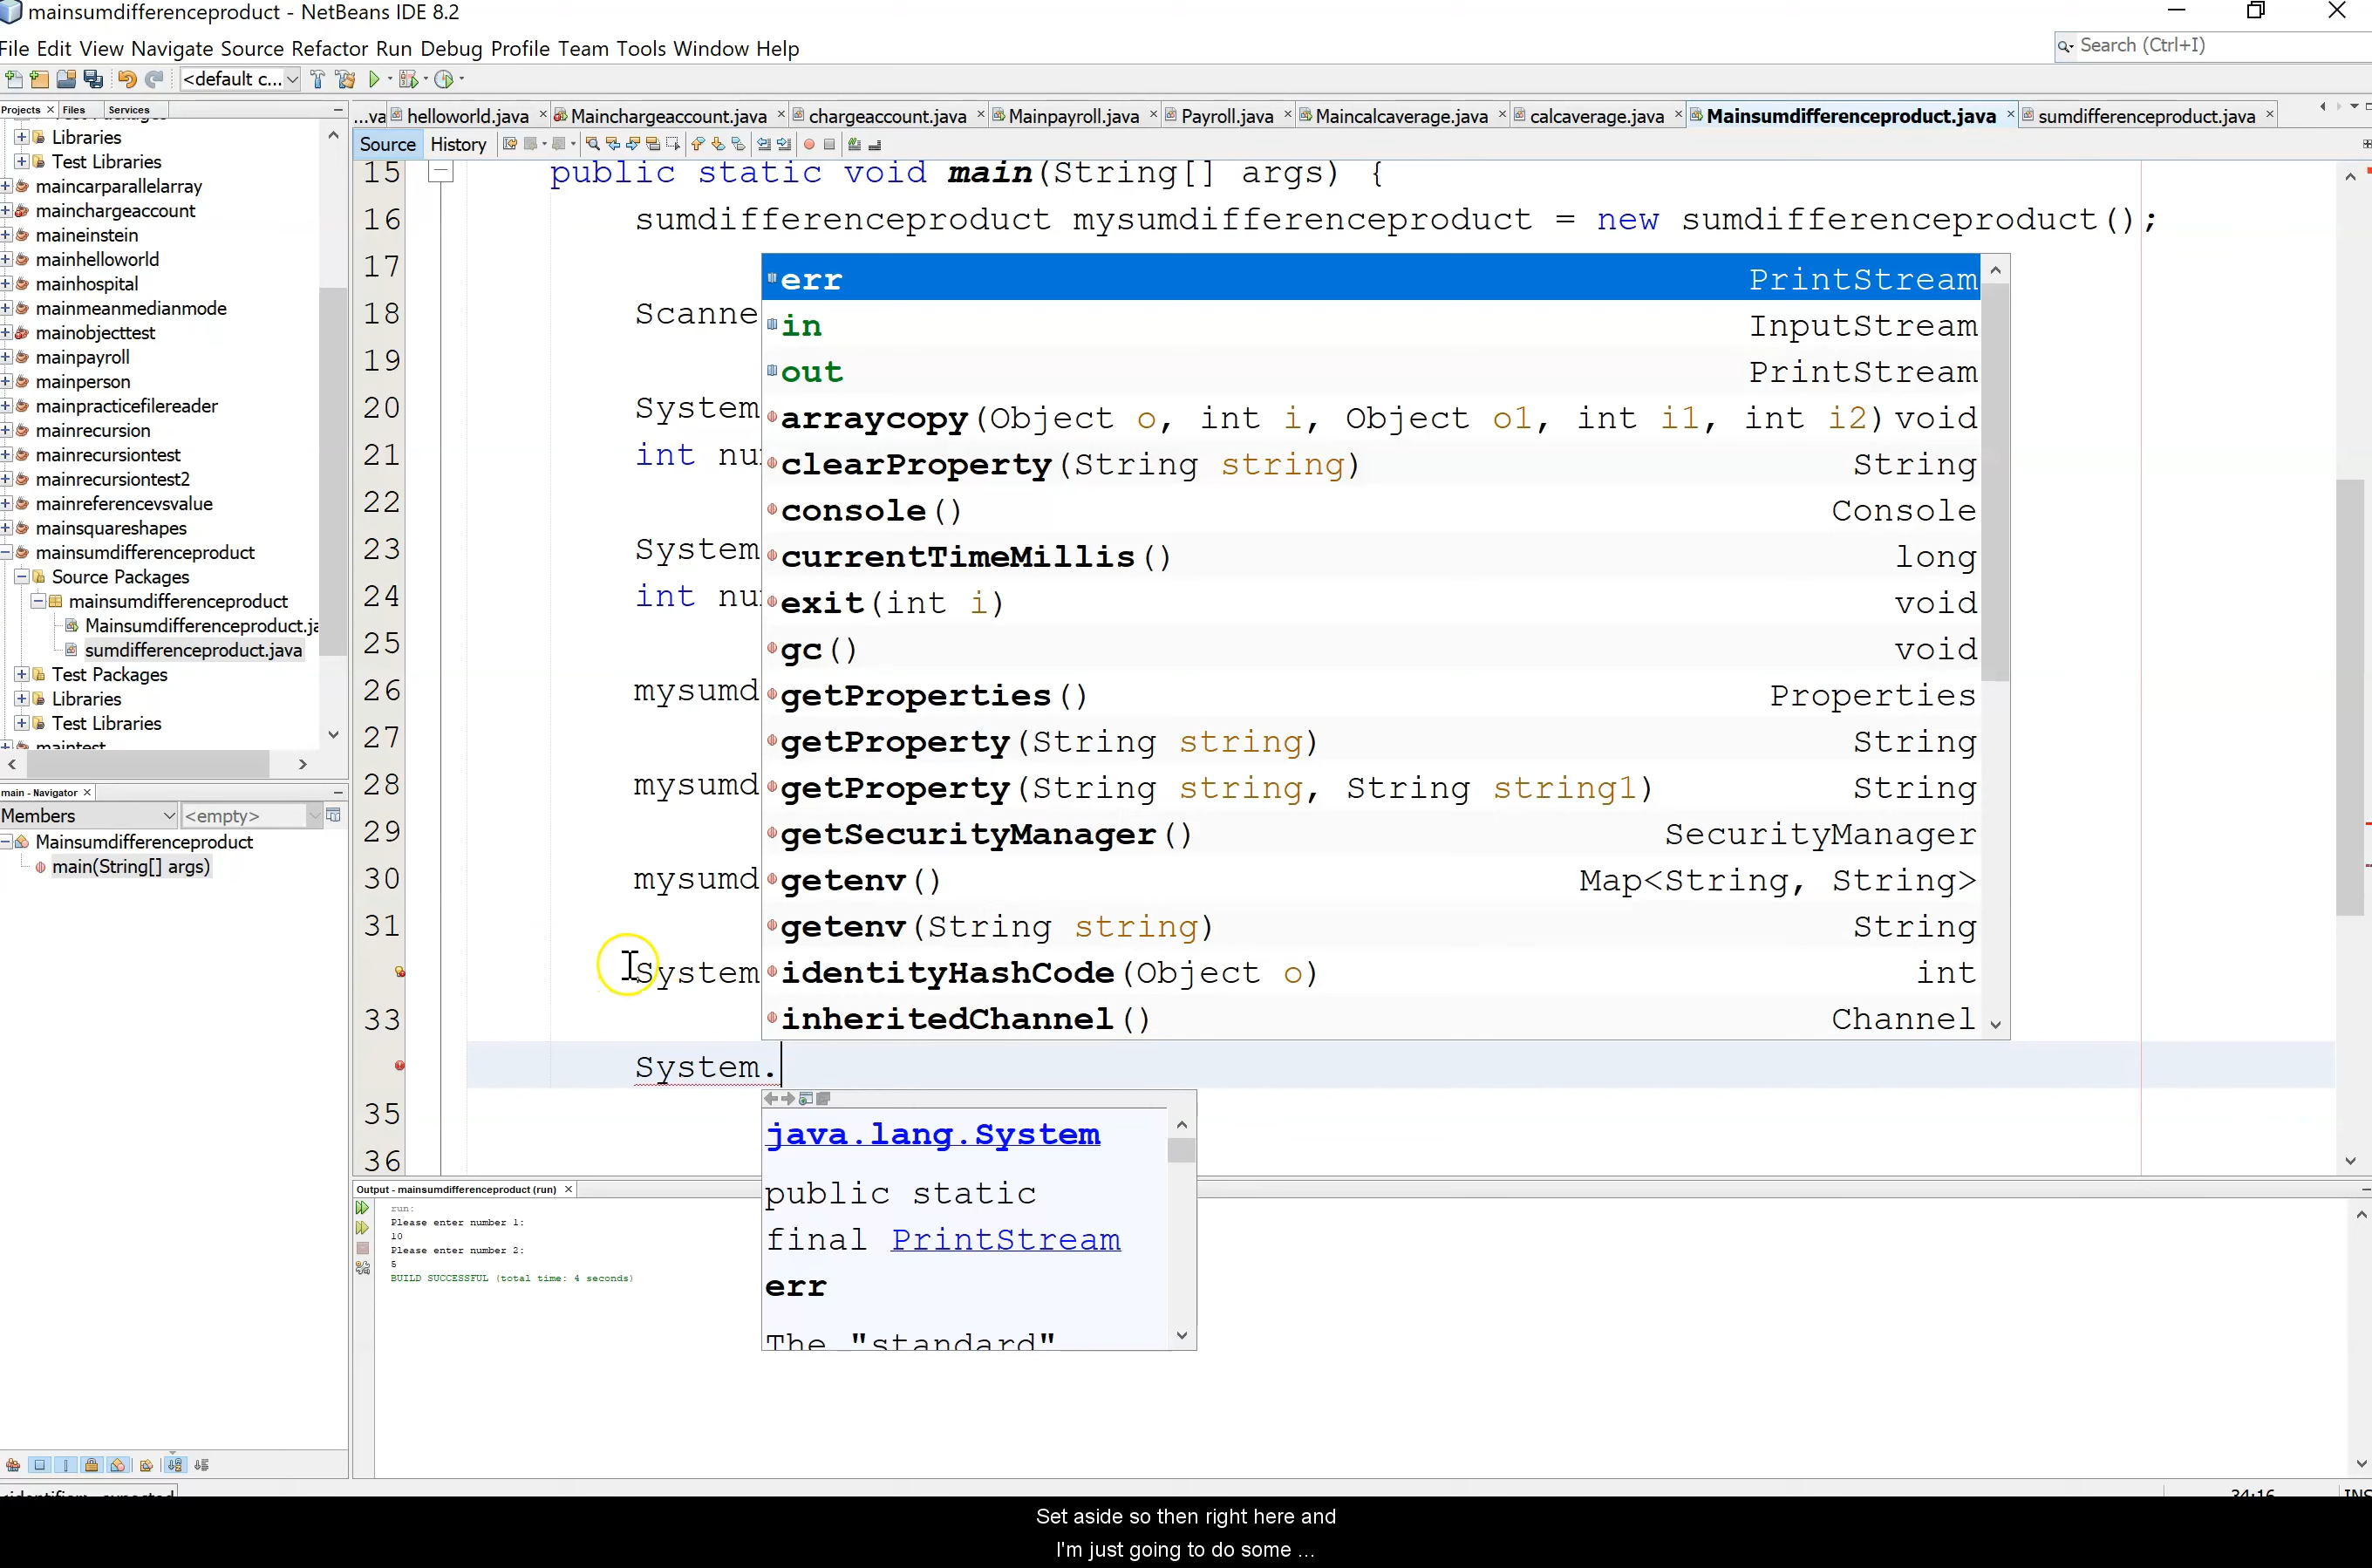 mainsumdifferenceproduct - NetBeans IDE 8.2
File Edit View Navigate Source Refactor Run Debug Profile Team Tools Window Help
Search (Ctrl+I)
<default c...
Projects Files Services
...va helloworld.java Mainchargeaccount.java chargeaccount.java Mainpayroll.java Payroll.java Maincalcaverage.java calcaverage.java Mainsumdifferenceproduct.java sumdifferenceproduct.java
Source History
Libraries
Test Libraries
maincarparallelarray
mainchargeaccount
maineinstein
mainhelloworld
mainhospital
mainmeanmedianmode
mainobjecttest
mainpayroll
mainperson
mainpracticefilereader
mainrecursion
mainrecursiontest
mainrecursiontest2
mainreferencevsvalue
mainsquareshapes
mainsumdifferenceproduct
Source Packages
mainsumdifferenceproduct
Mainsumdifferenceproduct.ja
sumdifferenceproduct.java
Test Packages
Libraries
Test Libraries
maintest
main - Navigator
Members <empty>
Mainsumdifferenceproduct
main(String[] args)
15 public static void main(String[] args) {
16 sumdifferenceproduct mysumdifferenceproduct = new sumdifferenceproduct();
17
18 Scanne
19
20 System
21 int nu
22
23 System
24 int nu
25
26 mysumd
27
28 mysumd
29
30 mysumd
31
System
33
System.
35
36
err PrintStream
in InputStream
out PrintStream
arraycopy(Object o, int i, Object o1, int i1, int i2) void
clearProperty(String string) String
console() Console
currentTimeMillis() long
exit(int i) void
gc() void
getProperties() Properties
getProperty(String string) String
getProperty(String string, String string1) String
getSecurityManager() SecurityManager
getenv() Map<String, String>
getenv(String string) String
identityHashCode(Object o) int
inheritedChannel() Channel
java.lang.System
public static
final PrintStream
err
The "standard"
Output - mainsumdifferenceproduct (run)
run:
Please enter number 1:
10
Please enter number 2:
5
BUILD SUCCESSFUL (total time: 4 seconds)
34:16 INS
Set aside so then right here and
I'm just going to do some ...